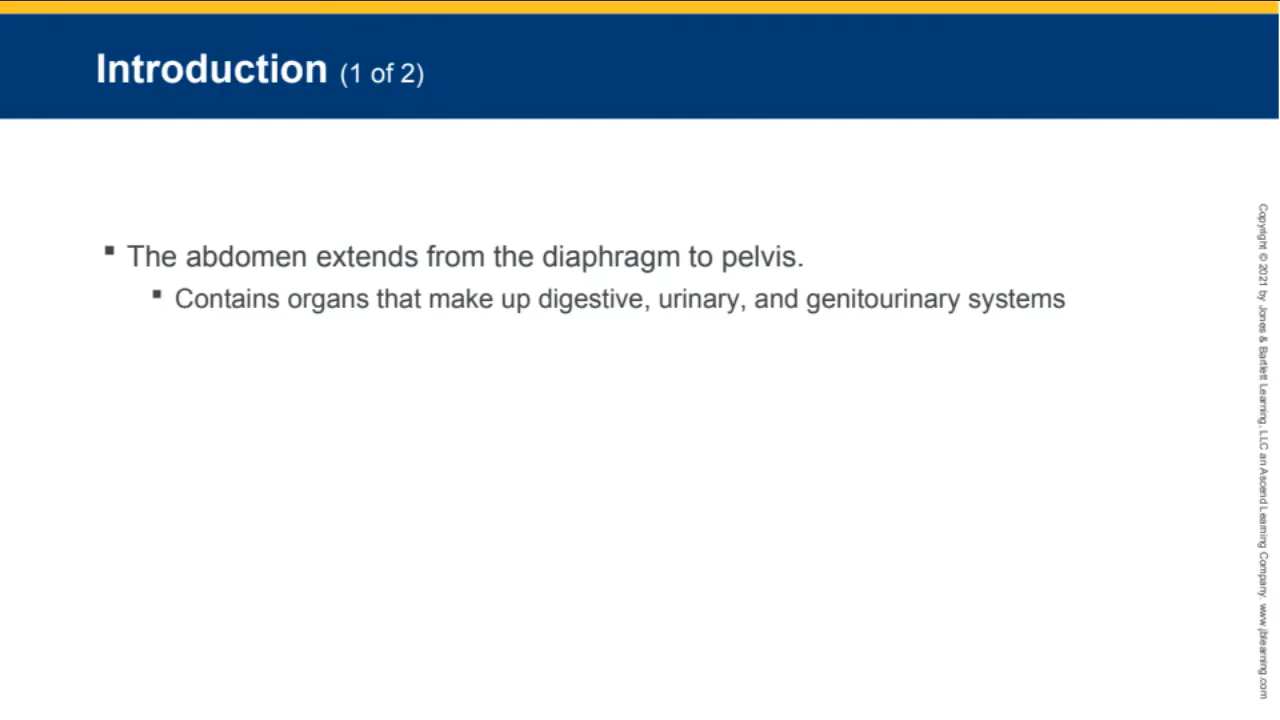 Introduction (1 of 2)
▪ The abdomen extends from the diaphragm to pelvis.
▪ Contains organs that make up digestive, urinary, and genitourinary systems
Copyright © 2021 by Jones & Bartlett Learning, LLC an Ascend Learning Company. www.jblearning.com